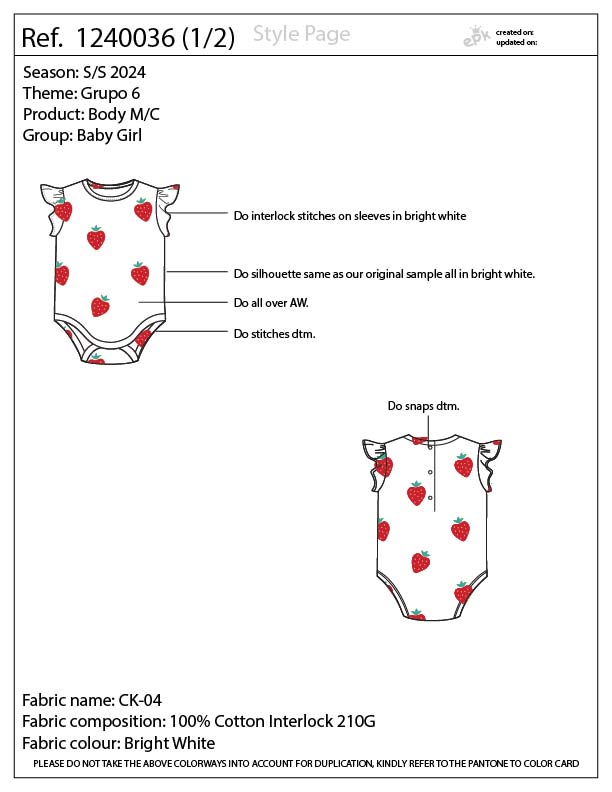 Ref. 1240036 (1/2)
Style Page
epk
created on:
updated on:
Season: S/S 2024
Theme: Grupo 6
Product: Body M/C
Group: Baby Girl
Do interlock stitches on sleeves in bright white
Do silhouette same as our original sample all in bright white.
Do all over AW.
Do stitches dtm.
Do snaps dtm.
Fabric name: CK-04
Fabric composition: 100% Cotton Interlock 210G
Fabric colour: Bright White
PLEASE DO NOT TAKE THE ABOVE COLORWAYS INTO ACCOUNT FOR DUPLICATION, KINDLY REFER TO THE PANTONE TO COLOR CARD